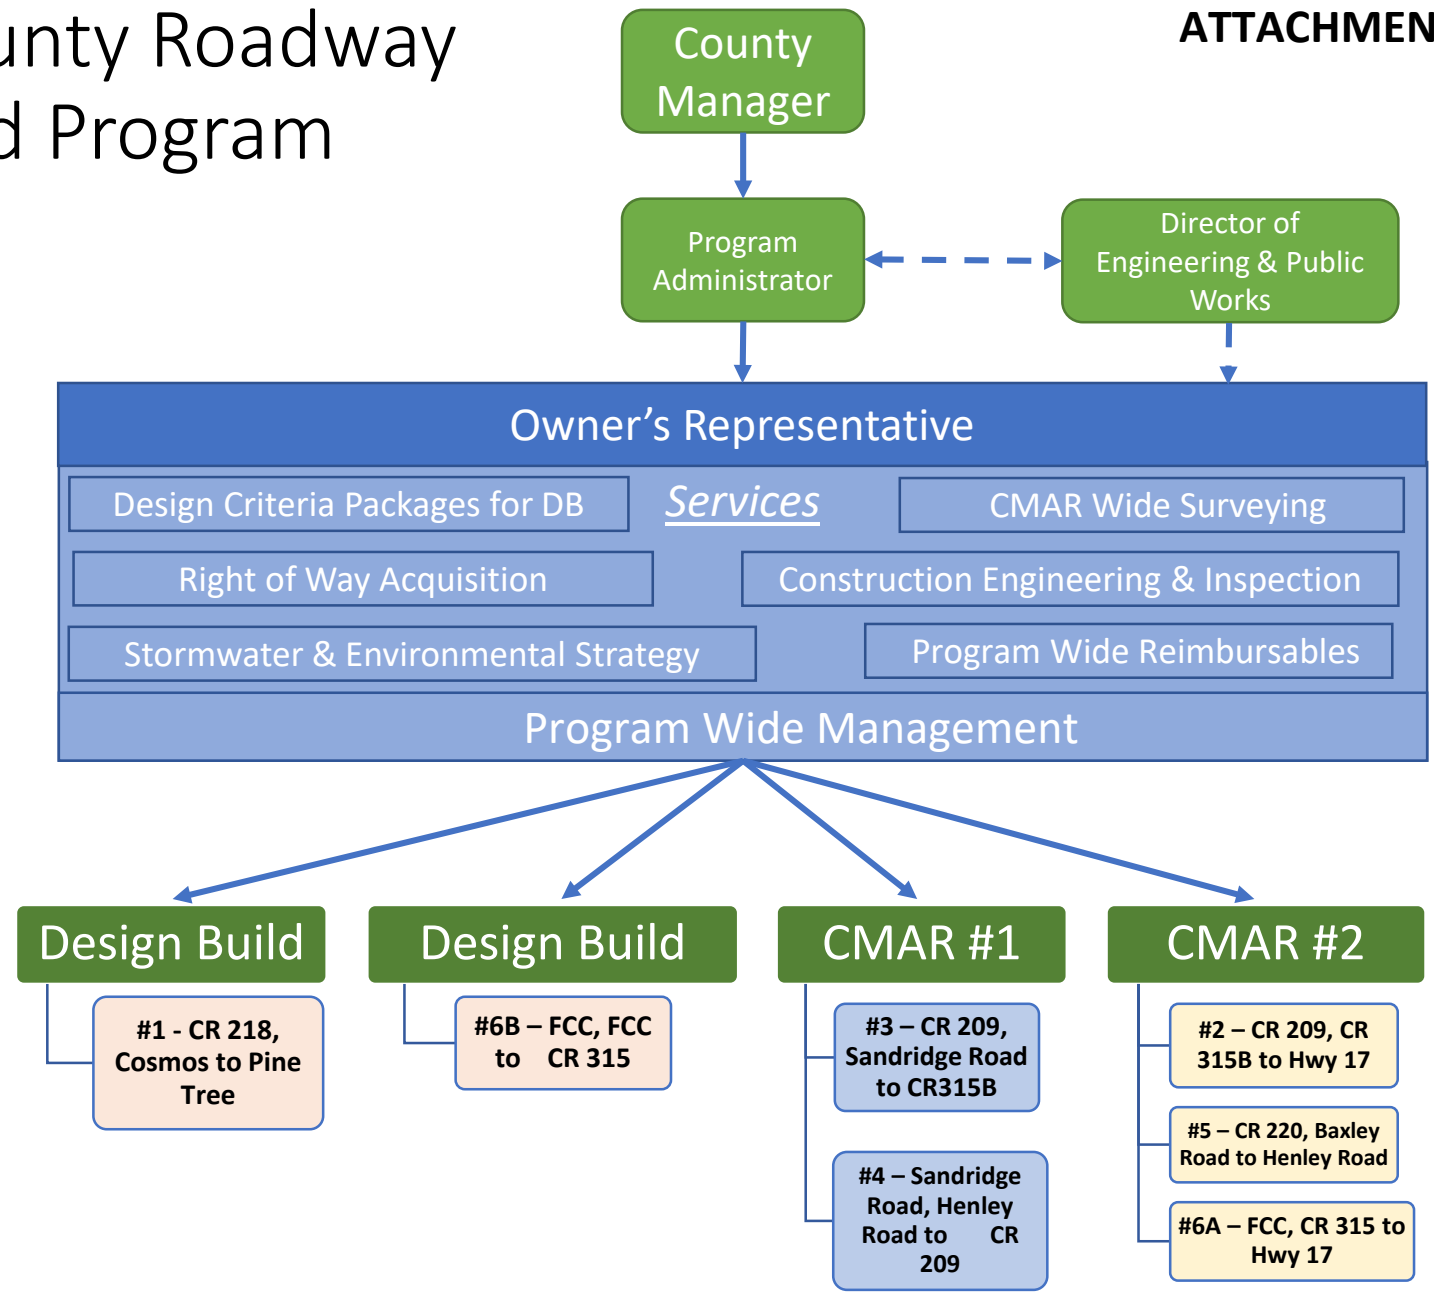 unty Roadway
d Program
ATTACHMEN
County
Manager
Program
Administrator
Director of
Engineering & Public
Works
Owner’s Representative
Design Criteria Packages for DB
Services
CMAR Wide Surveying
Right of Way Acquisition
Construction Engineering & Inspection
Stormwater & Environmental Strategy
Program Wide Reimbursables
Program Wide Management
Design Build
#1 - CR 218,
Cosmos to Pine
Tree
Design Build
#6B – FCC, FCC
to CR 315
CMAR #1
#3 – CR 209,
Sandridge Road
to CR315B
#4 – Sandridge
Road, Henley
Road to CR
209
CMAR #2
#2 – CR 209, CR
315B to Hwy 17
#5 – CR 220, Baxley
Road to Henley Road
#6A – FCC, CR 315 to
Hwy 17